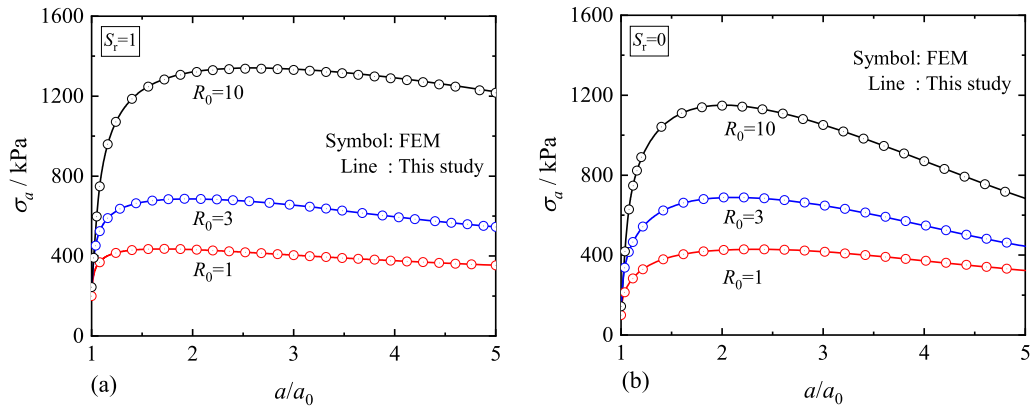 1600
1200
800
400
0
σa / kPa
Sr=1
R0=10
Symbol: FEM
Line : This study
R0=3
R0=1
1 2 3 4 5
(a)
a/a0
1600
1200
800
400
0
σa / kPa
Sr=0
Symbol: FEM
Line : This study
R0=10
R0=3
R0=1
1 2 3 4 5
(b)
a/a0